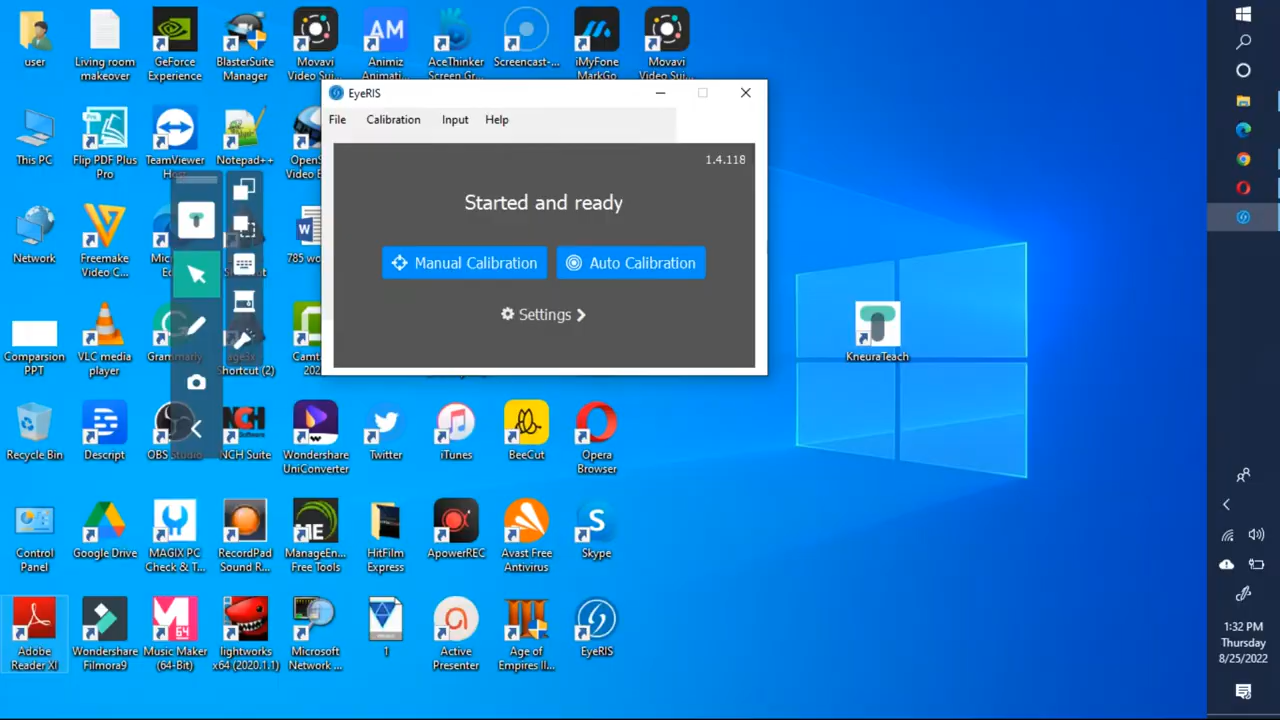 user
Living room
makeover
GeForce
Experience
BlasterSuite
Manager
Movavi
Video Sui...
Animiz
Animati...
AceThinker
Screen Gr...
Screencast-...
iMyFone
MarkGo
Movavi
Video Sui...
EyeRIS
File Calibration Input Help
1.4.118
Started and ready
Manual Calibration
Auto Calibration
Settings
This PC
Flip PDF Plus
Pro
TeamViewer
Notepad++
Video E
Network
Freemake
Video C...
785 wo
KneuraTeach
Comparsion
PPT
VLC media
player
Grammarly
Shortcut (2)
Recycle Bin
Descript
OBS Studio
NCH Suite
Wondershare
UniConverter
Twitter
iTunes
BeeCut
Opera
Browser
Control
Panel
Google Drive
MAGIX PC
Check & T...
RecordPad
Sound R...
ManageEn...
Free Tools
HitFilm
Express
ApowerREC
Avast Free
Antivirus
Skype
Adobe
Reader XI
Wondershare
Filmora9
Music Maker
(64-Bit)
lightworks
x64 (2020.1.1)
Microsoft
Network ...
1
Active
Presenter
Age of
Empires II...
EyeRIS
1:32 PM
Thursday
8/25/2022